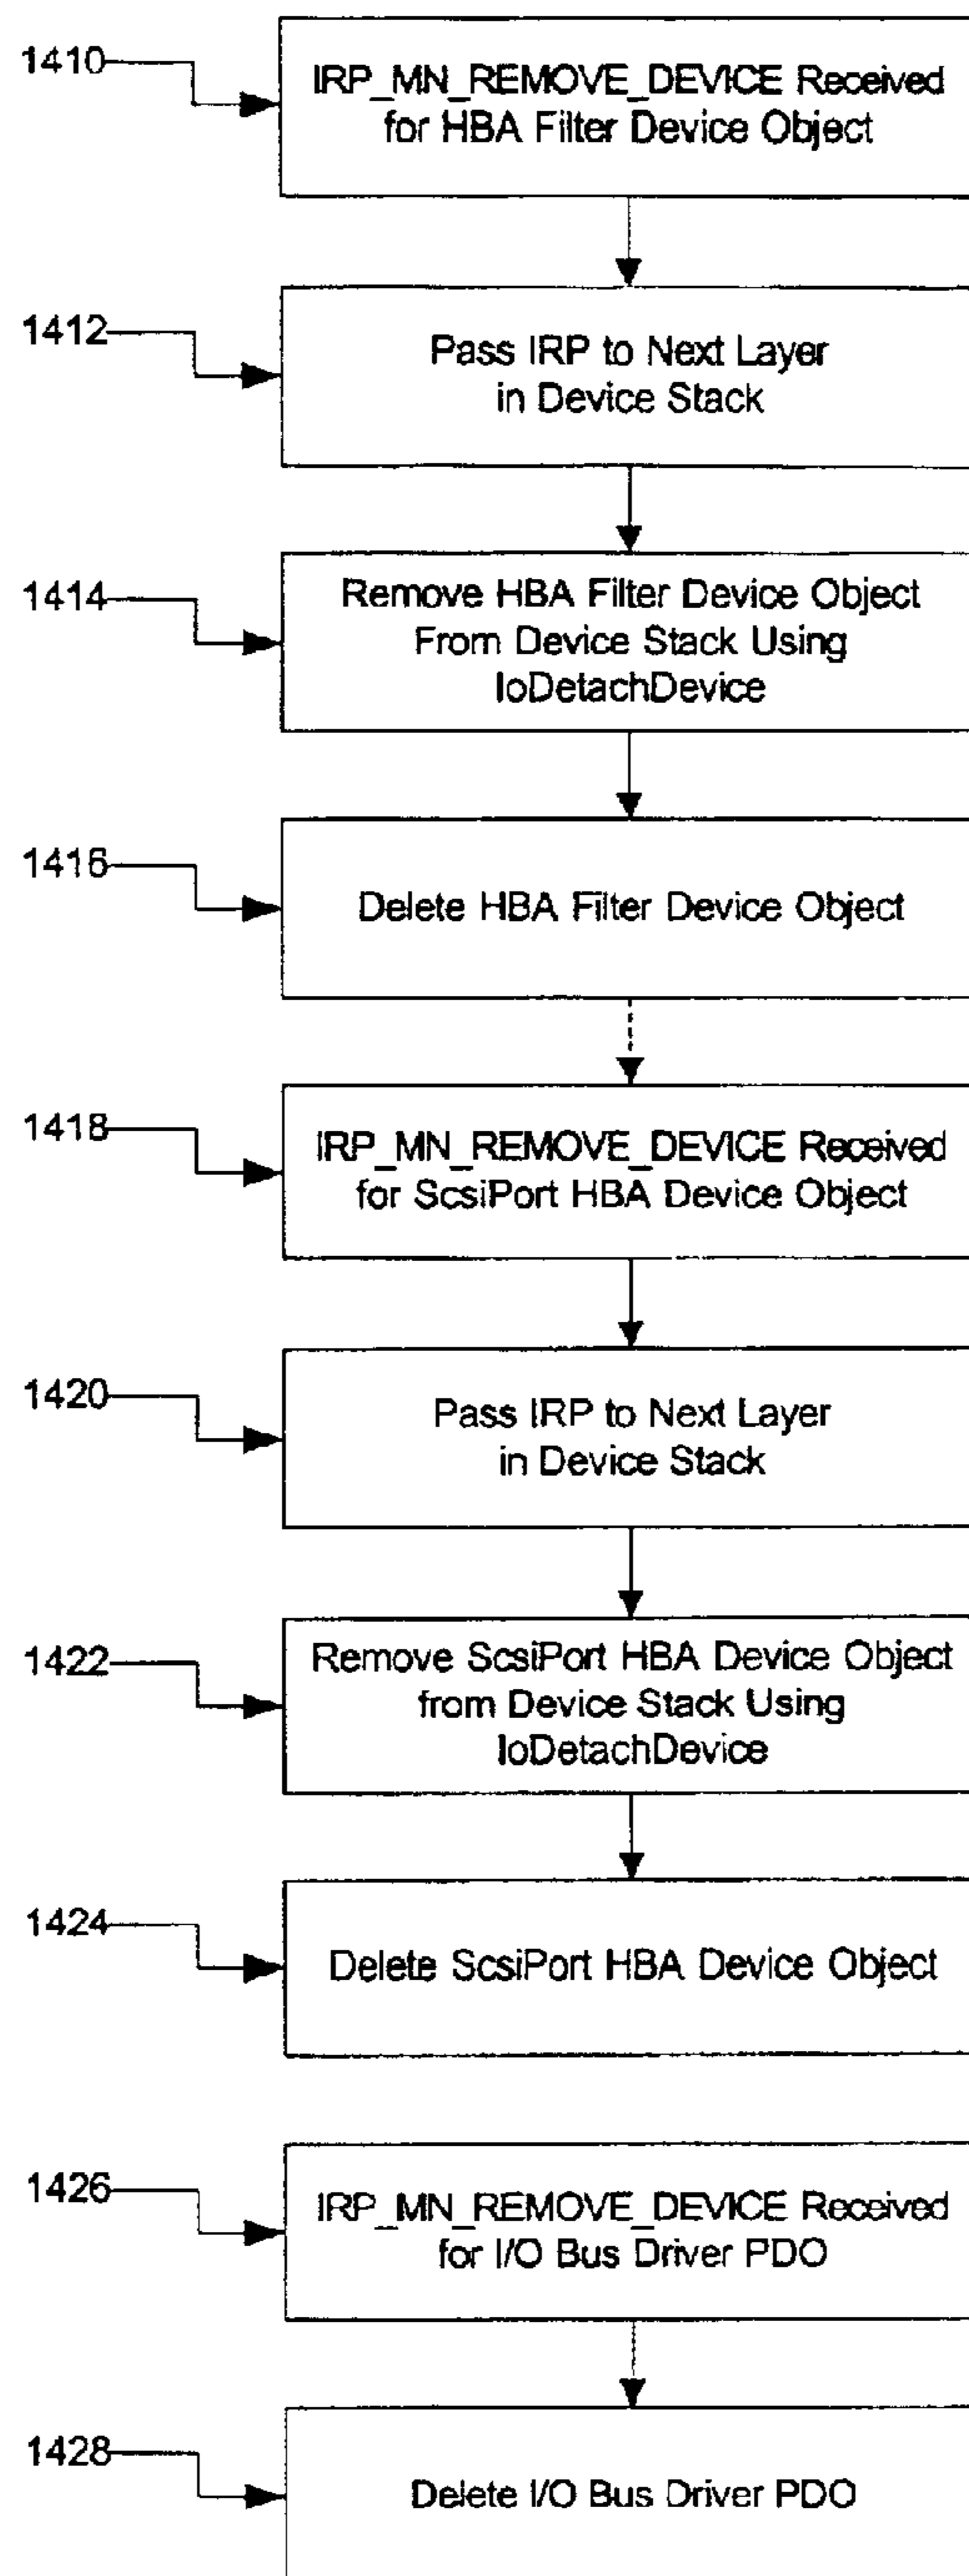 1410
IRP_MN_REMOVE_DEVICE Received
for HBA Filter Device Object
1412
Pass IRP to Next Layer
in Device Stack
1414
Remove HBA Filter Device Object
From Device Stack Using
IoDetachDevice
1416
Delete HBA Filter Device Object
1418
IRP_MN_REMOVE_DEVICE Received
for ScsiPort HBA Device Object
1420
Pass IRP to Next Layer
in Device Stack
1422
Remove ScsiPort HBA Device Object
from Device Stack Using
IoDetachDevice
1424
Delete ScsiPort HBA Device Object
1426
IRP_MN_REMOVE_DEVICE Received
for I/O Bus Driver PDO
1428
Delete I/O Bus Driver PDO